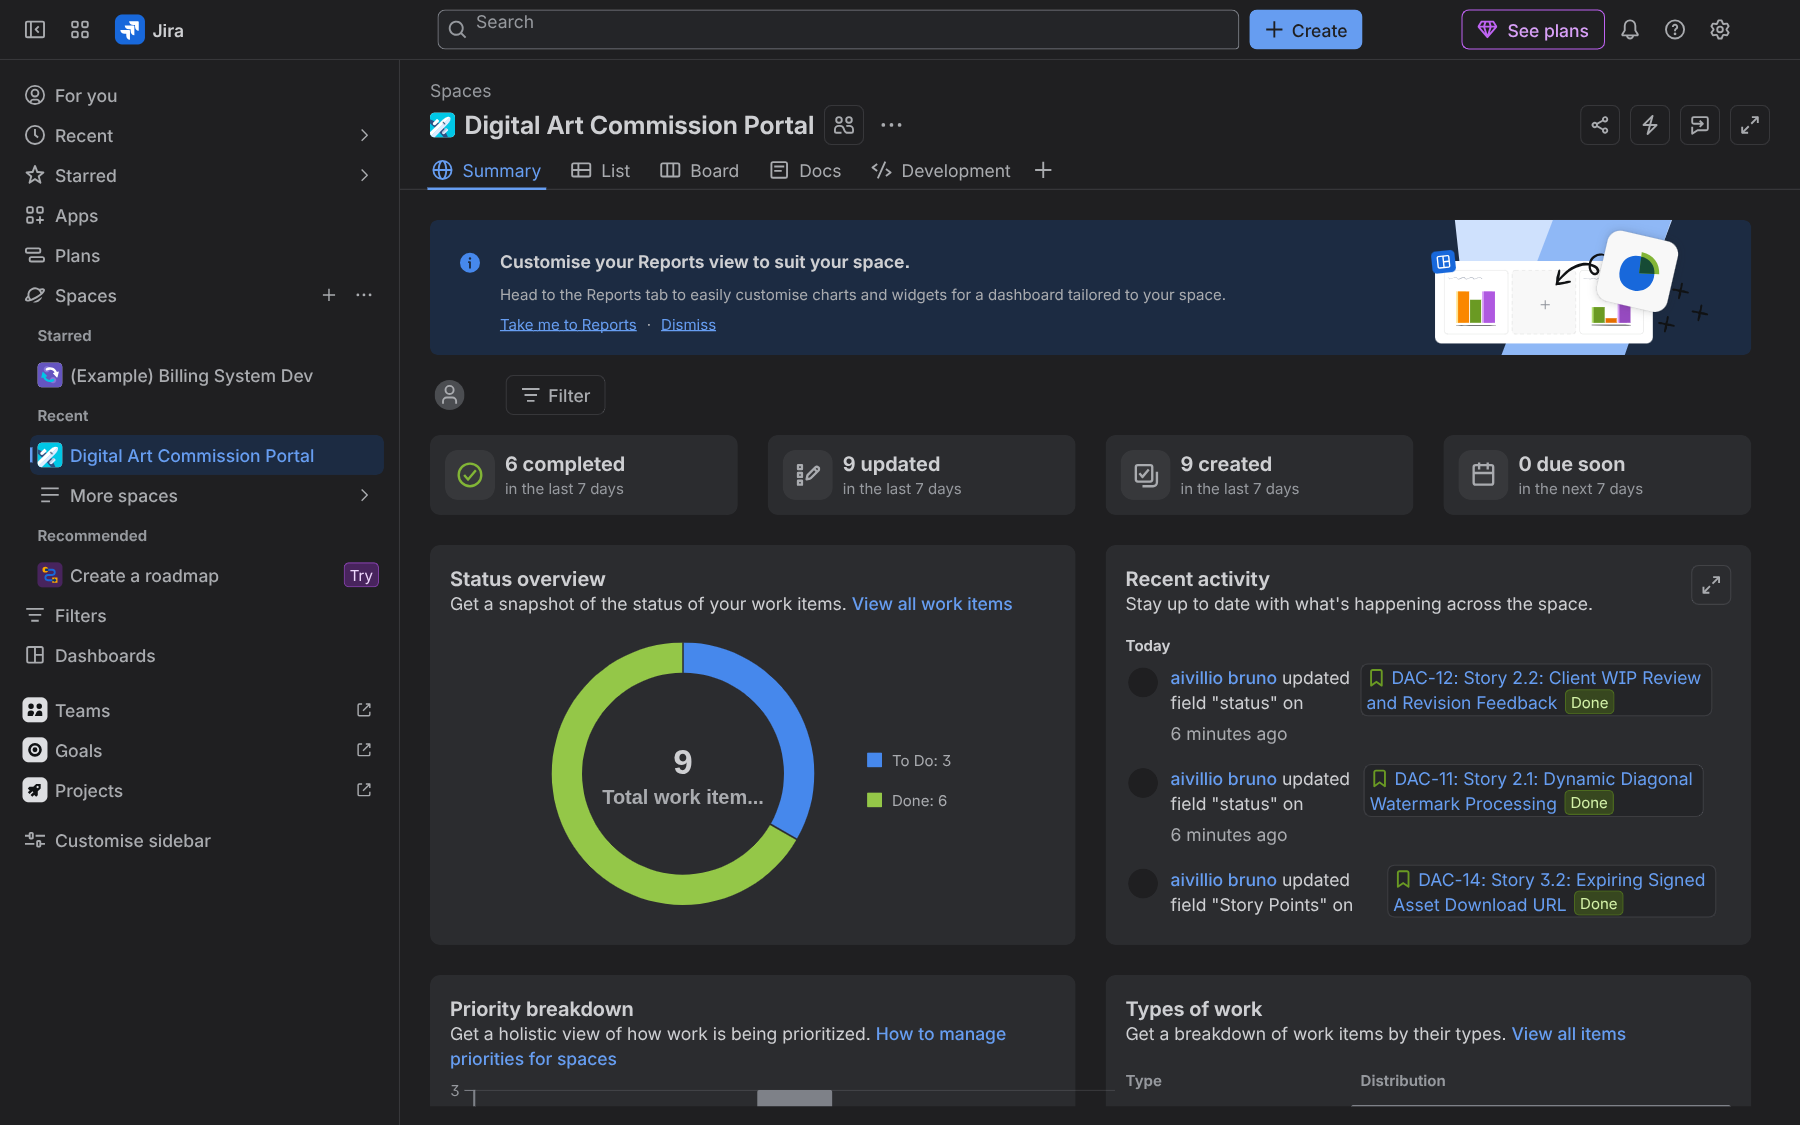 Jira
Search
Create
See plans
For you
Recent
Starred
Apps
Plans
Spaces
Starred
(Example) Billing System Dev
Recent
Digital Art Commission Portal
More spaces
Recommended
Create a roadmap
Try
Filters
Dashboards
Teams
Goals
Projects
Customise sidebar
Spaces
Digital Art Commission Portal
Summary
List
Board
Docs
Development
Customise your Reports view to suit your space.
Head to the Reports tab to easily customise charts and widgets for a dashboard tailored to your space.
Take me to Reports · Dismiss
Filter
6 completed
in the last 7 days
9 updated
in the last 7 days
9 created
in the last 7 days
0 due soon
in the next 7 days
Status overview
Get a snapshot of the status of your work items. View all work items
9
Total work item...
To Do: 3
Done: 6
Recent activity
Stay up to date with what's happening across the space.
Today
aivillio bruno updated
field "status" on
DAC-12: Story 2.2: Client WIP Review
and Revision Feedback Done
6 minutes ago
aivillio bruno updated
field "status" on
DAC-11: Story 2.1: Dynamic Diagonal
Watermark Processing Done
6 minutes ago
aivillio bruno updated
field "Story Points" on
DAC-14: Story 3.2: Expiring Signed
Asset Download URL Done
Priority breakdown
Get a holistic view of how work is being prioritized. How to manage
priorities for spaces
3
Types of work
Get a breakdown of work items by their types. View all items
Type
Distribution